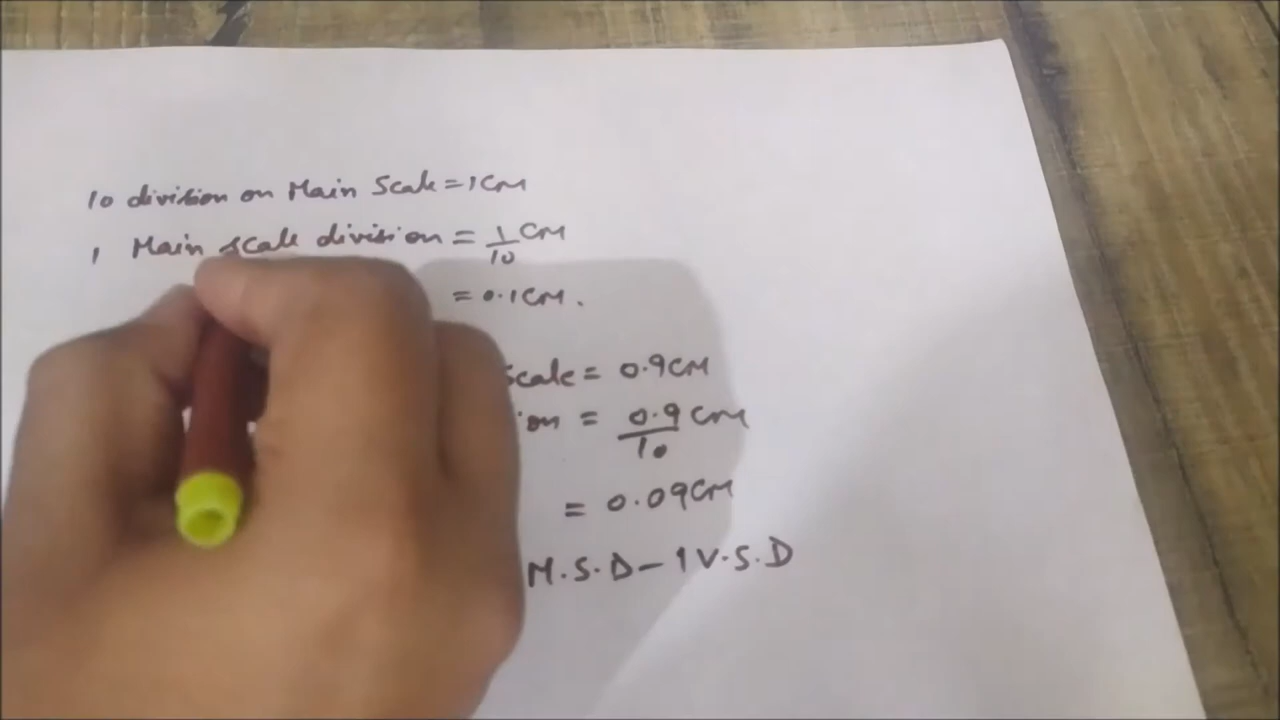 10 division on Main Scale = 1CM
1 Main scale division = 1/10 CM
= 0.1CM.
Scale = 0.9CM
ion = 0.9/10 CM
= 0.09CM
M.S.D - 1 V.S.D